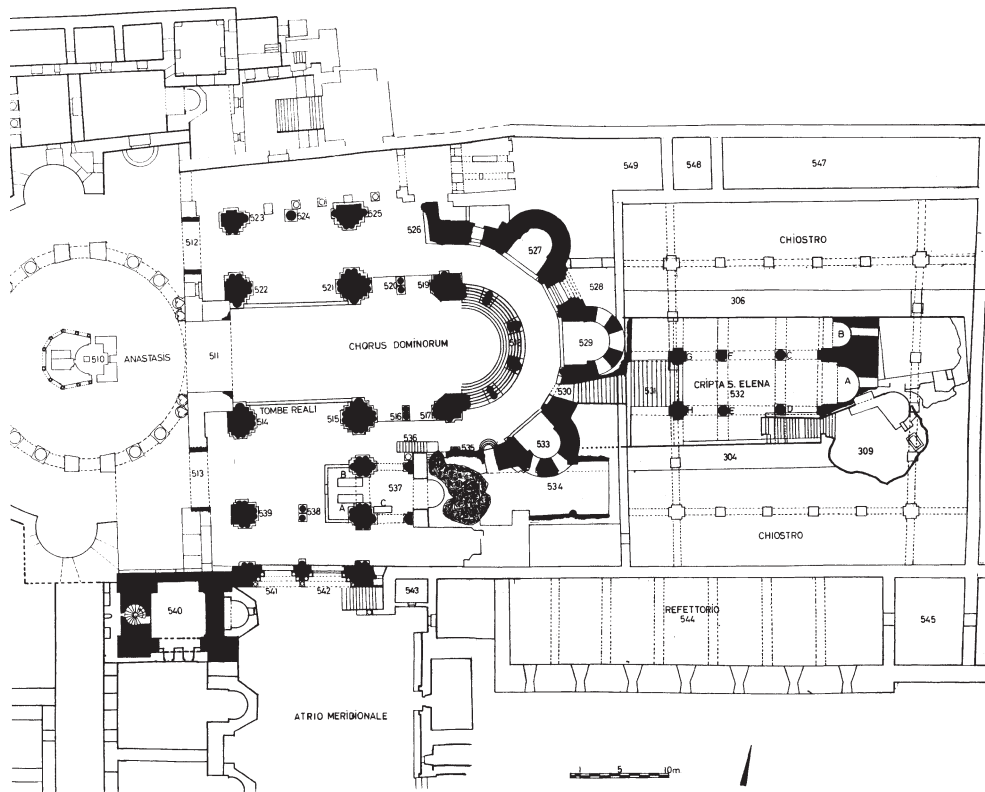 549
548
547
523
524
525
526
527
CHIOSTRO
512
522
521
520
519
528
306
511
CHORUS DOMINORUM
518
529
B
510
ANASTASIS
G
F
C
CRIPTA S. ELENA
A
530
531
532
TOMBE REALI
514
515
516
517
H
E
D
536
535
533
304
309
513
B
537
534
A
C
539
538
CHIOSTRO
541
542
543
540
REFETTORIO
544
545
ATRIO MERIDIONALE
1 5 10m